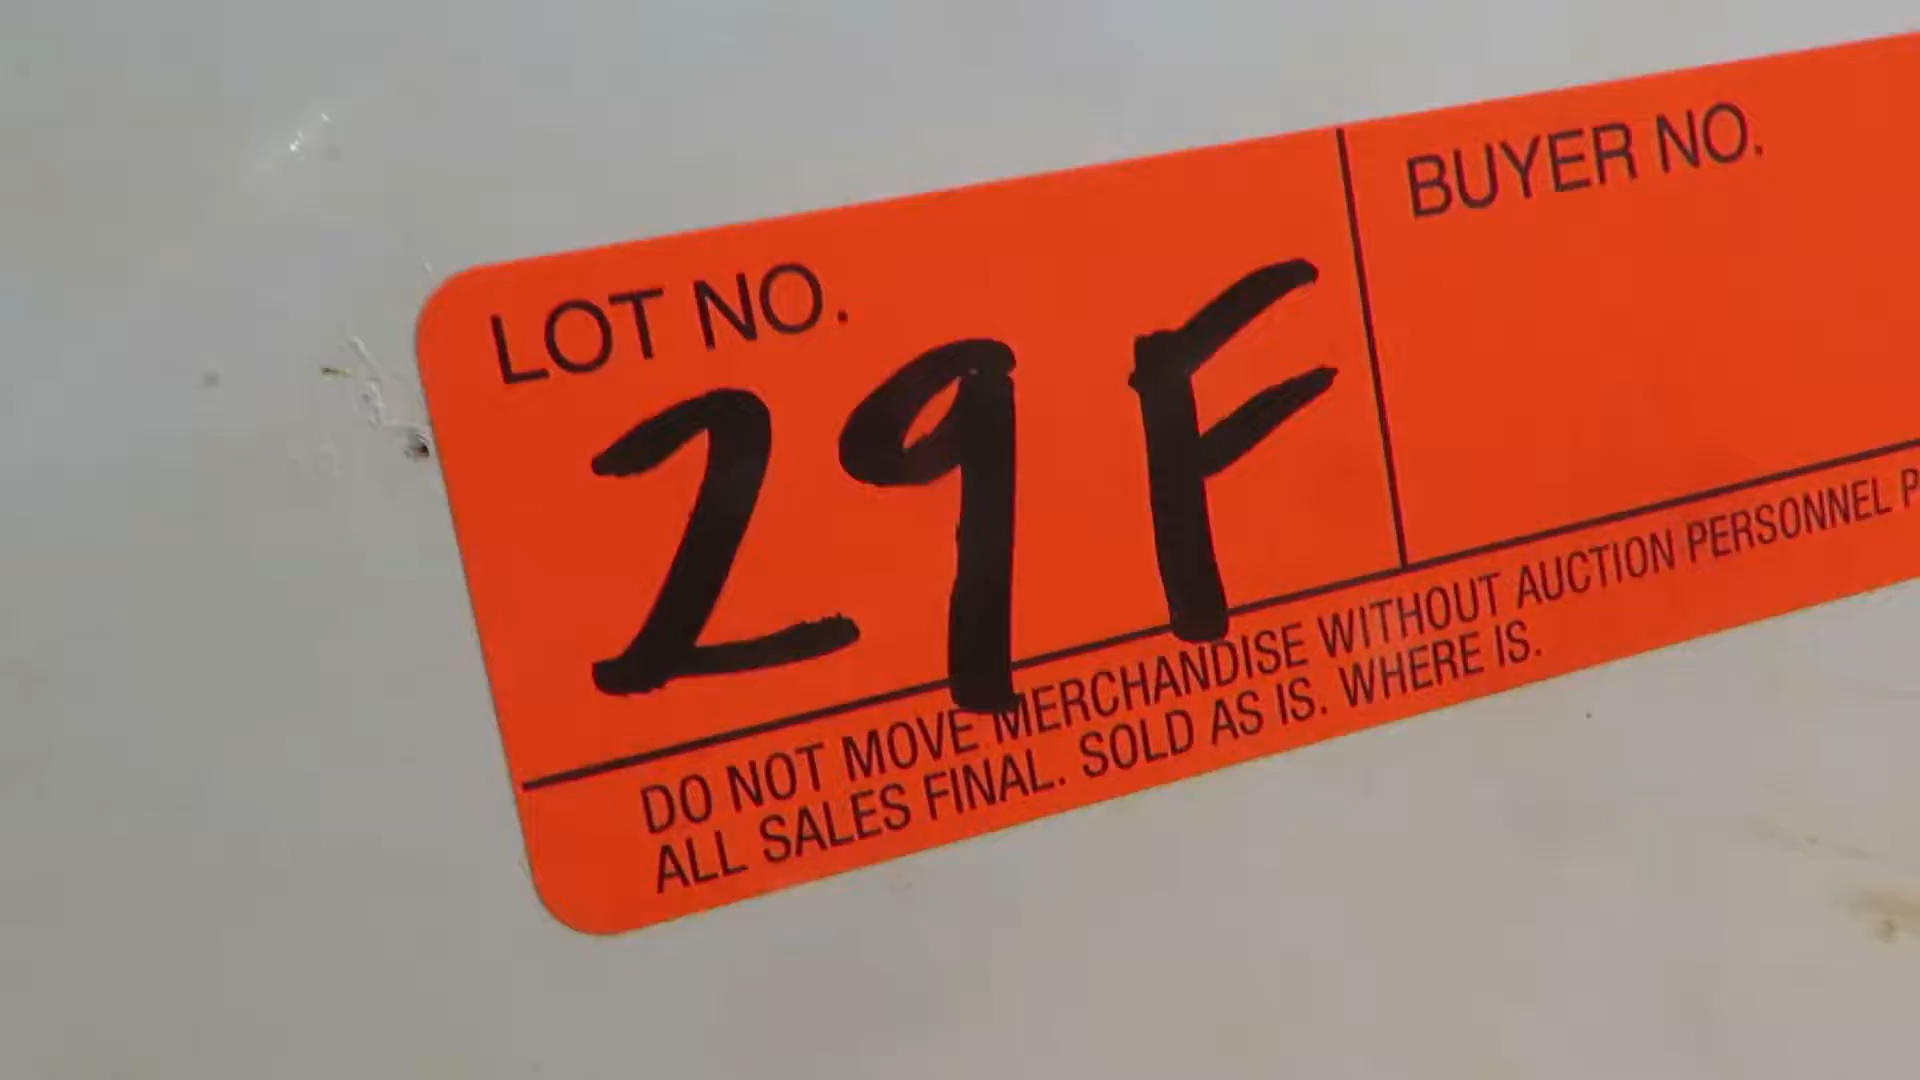 LOT NO.
BUYER NO.
29F
DO NOT MOVE MERCHANDISE WITHOUT AUCTION PERSONNEL
ALL SALES FINAL. SOLD AS IS. WHERE IS.